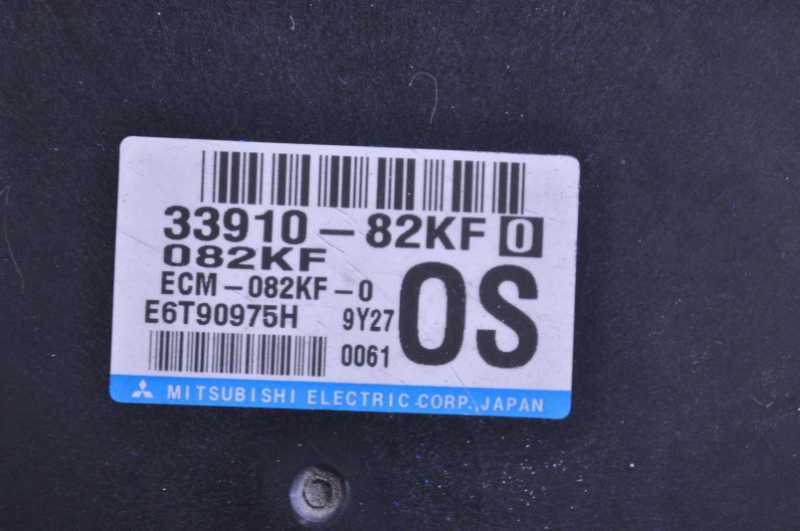 33910-82KF 0
082KF
ECM-082KF-0
E6T90975H 9Y27
0061
OS
MITSUBISHI ELECTRIC CORP. JAPAN